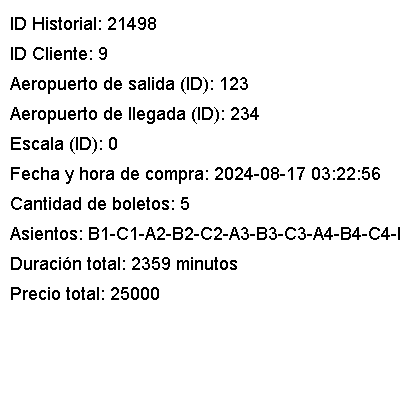 ID Historial: 21498
ID Cliente: 9
Aeropuerto de salida (ID): 123
Aeropuerto de llegada (ID): 234
Escala (ID): 0
Fecha y hora de compra: 2024-08-17 03:22:56
Cantidad de boletos: 5
Asientos: B1-C1-A2-B2-C2-A3-B3-C3-A4-B4-C4-
Duración total: 2359 minutos
Precio total: 25000